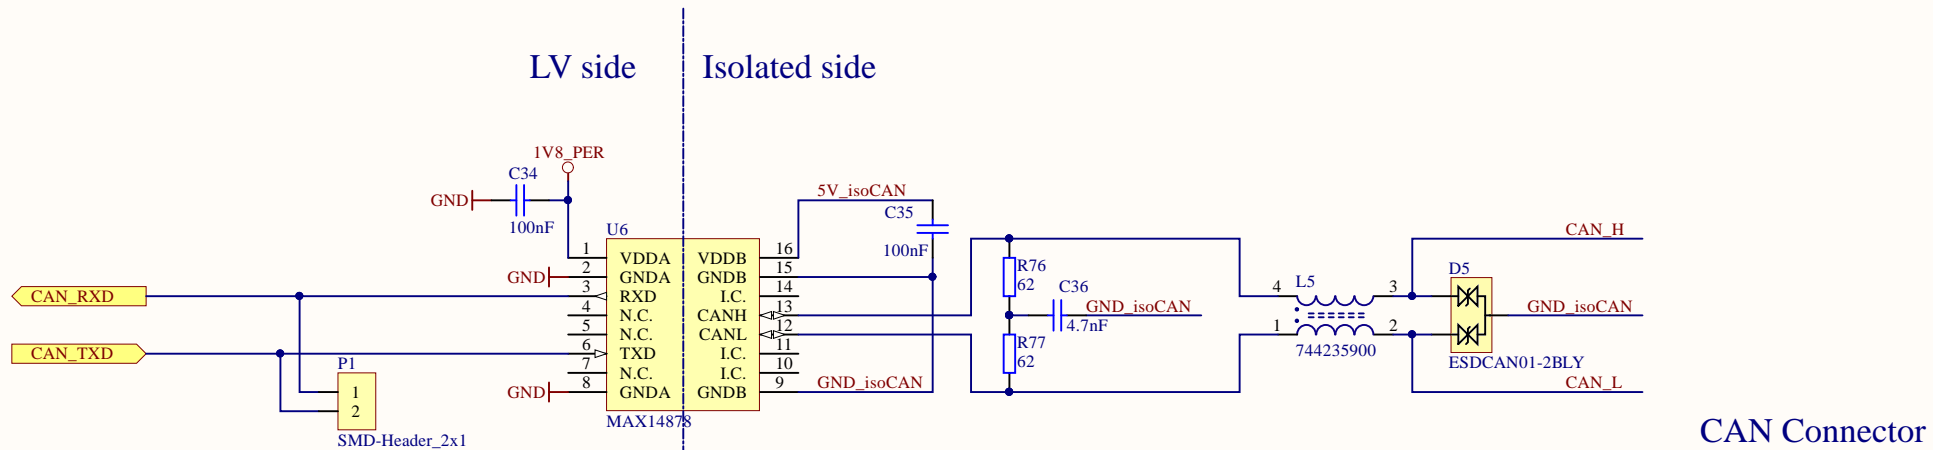 LV side
Isolated side
1V8_PER
C34
GND
100nF
5V_isoCAN
C35
100nF
U6
1 VDDA VDDB 16
GND 2 GNDA GNDB 15
CAN_RXD 3 RXD I.C. 14
4 N.C. CANH 13
5 N.C. CANL 12
CAN_TXD 6 TXD I.C. 11
7 N.C. I.C. 10
GND 8 GNDA GNDB 9 GND_isoCAN
MAX14878
P1
1
2
SMD-Header_2x1
R76
62
C36
GND_isoCAN
4.7nF
R77
62
4 L5 3
1 2
744235900
CAN_H
D5
GND_isoCAN
ESDCAN01-2BLY
CAN_L
CAN Connector